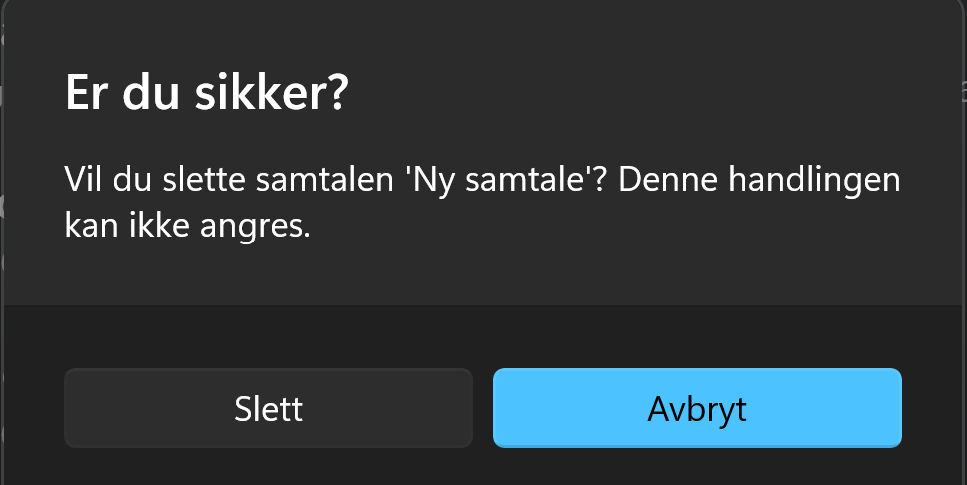 Er du sikker?
Vil du slette samtalen 'Ny samtale'? Denne handlingen
kan ikke angres.
Slett
Avbryt